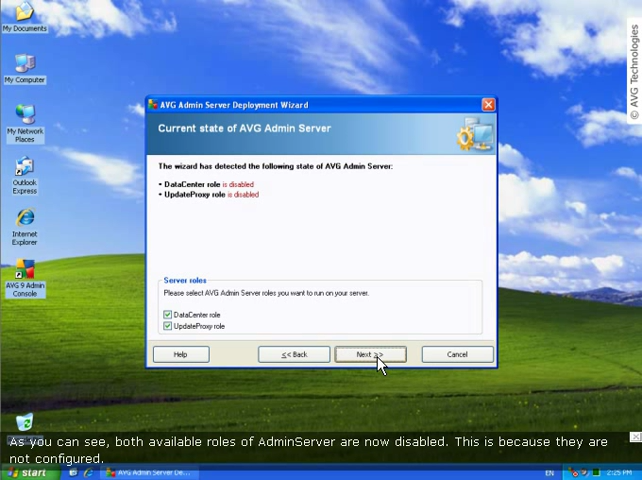 My Documents
My Computer
My Network
Places
Outlook
Express
Internet
Explorer
AVG 9 Admin
Console
© AVG Technologies
AVG Admin Server Deployment Wizard
Current state of AVG Admin Server
The wizard has detected the following state of AVG Admin Server:
• DataCenter role is disabled
• UpdateProxy role is disabled
Server roles
Please select AVG Admin Server roles you want to run on your server.
DataCenter role
UpdateProxy role
Help
<< Back
Next >>
Cancel
As you can see, both available roles of AdminServer are now disabled. This is because they are
not configured.
start
AVG Admin Server De...
EN
2:25 PM